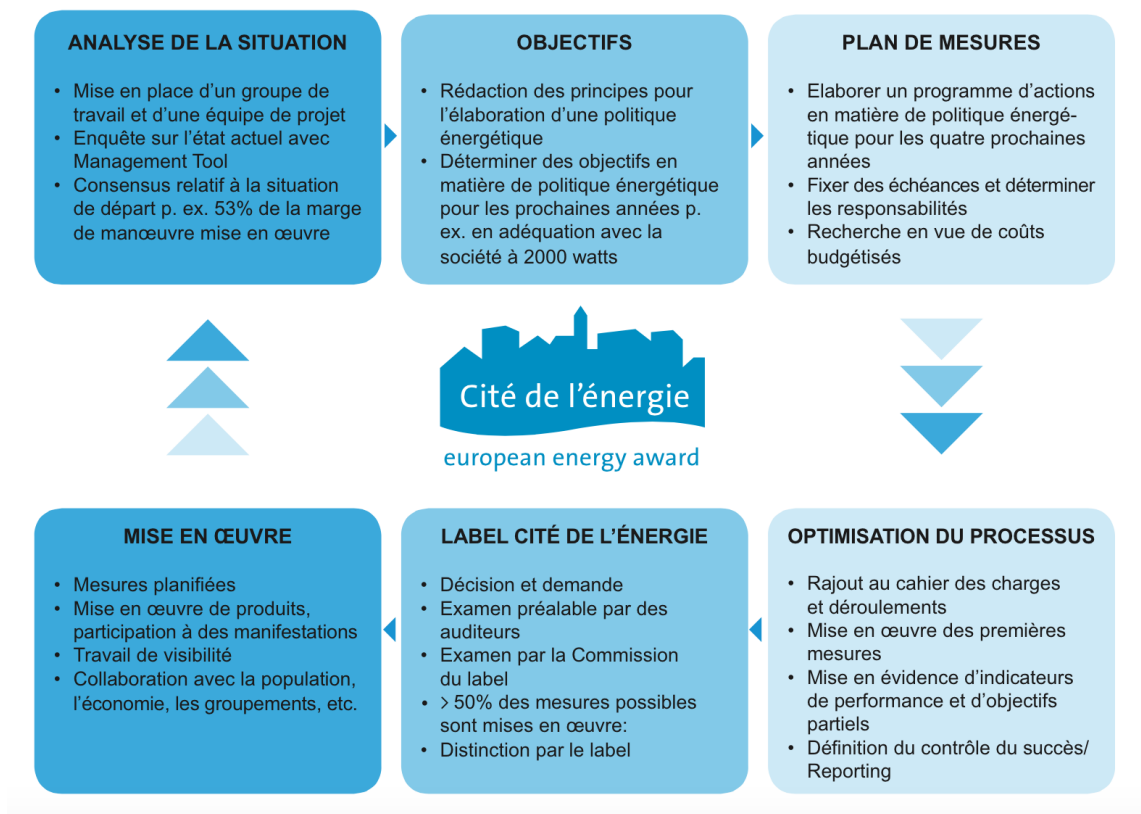 ANALYSE DE LA SITUATION
• Mise en place d’un groupe de
travail et d’une équipe de projet
• Enquête sur l’état actuel avec
Management Tool
• Consensus relatif à la situation
de départ p. ex. 53% de la marge
de manœuvre mise en œuvre
OBJECTIFS
• Rédaction des principes pour
l’élaboration d’une politique
énergétique
• Déterminer des objectifs en
matière de politique énergétique
pour les prochaines années p.
ex. en adéquation avec la
société à 2000 watts
PLAN DE MESURES
• Elaborer un programme d’actions
en matière de politique énergé-
tique pour les quatre prochaines
années
• Fixer des échéances et déterminer
les responsabilités
• Recherche en vue de coûts
budgétisés
Cité de l’énergie
european energy award
MISE EN ŒUVRE
• Mesures planifiées
• Mise en œuvre de produits,
participation à des manifestations
• Travail de visibilité
• Collaboration avec la population,
l’économie, les groupements, etc.
LABEL CITÉ DE L’ÉNERGIE
• Décision et demande
• Examen préalable par des
auditeurs
• Examen par la Commission
du label
• > 50% des mesures possibles
sont mises en œuvre:
• Distinction par le label
OPTIMISATION DU PROCESSUS
• Rajout au cahier des charges
et déroulements
• Mise en œuvre des premières
mesures
• Mise en évidence d’indicateurs
de performance et d’objectifs
partiels
• Définition du contrôle du succès/
Reporting